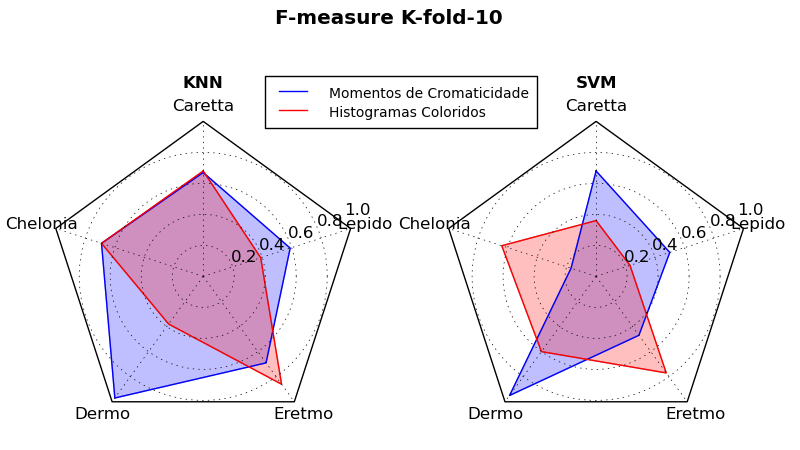 F-measure K-fold-10
KNN
Caretta
Momentos de Cromaticidade
Histogramas Coloridos
SVM
Caretta
Chelonia
0.2
0.4
0.6
0.8
1.0
Lepido
Dermo
Eretmo
Chelonia
0.2
0.4
0.6
0.8
1.0
Lepido
Dermo
Eretmo